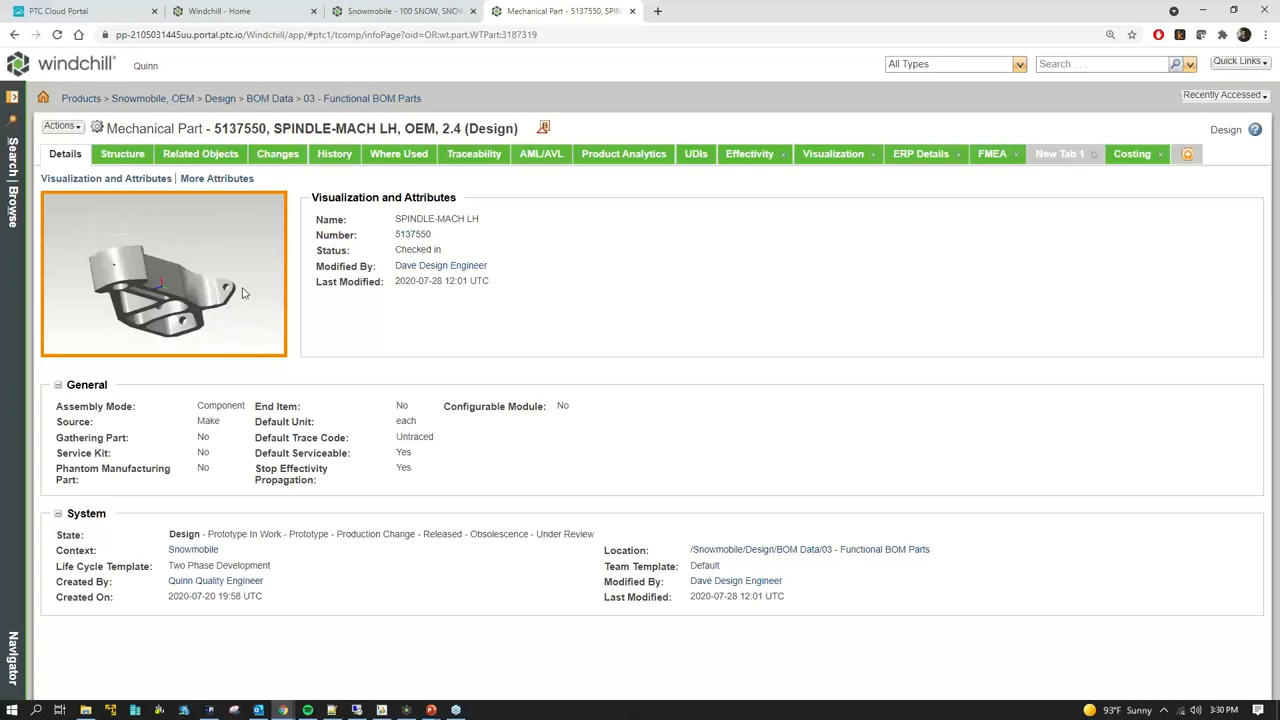 PTC Cloud Portal
Windchill - Home
Snowmobile - 100 SNOW, SNOW
Mechanical Part - 5137550, SPIN
pp-2105031445uu.portal.ptc.io/Windchill/app/#ptc1/tcomp/infoPage?oid=OR:wt.part.WTPart:3187319
windchill
Quinn
All Types
Search . . .
Quick Links
Products > Snowmobile, OEM > Design > BOM Data > 03 - Functional BOM Parts
Recently Accessed
Actions
Mechanical Part - 5137550, SPINDLE-MACH LH, OEM, 2.4 (Design)
Design
Search | Browse
Navigator
Details Structure Related Objects Changes History Where Used Traceability AML/AVL Product Analytics UDIs Effectivity Visualization ERP Details FMEA New Tab 1 Costing
Visualization and Attributes | More Attributes
Visualization and Attributes
Name: SPINDLE-MACH LH
Number: 5137550
Status: Checked in
Modified By: Dave Design Engineer
Last Modified: 2020-07-28 12:01 UTC
General
Assembly Mode: Component End Item: No Configurable Module: No
Source: Make Default Unit: each
Gathering Part: No Default Trace Code: Untraced
Service Kit: No Default Serviceable: Yes
Phantom Manufacturing Part: No Stop Effectivity Propagation: Yes
System
State: Design - Prototype In Work - Prototype - Production Change - Released - Obsolescence - Under Review
Context: Snowmobile Location: /Snowmobile/Design/BOM Data/03 - Functional BOM Parts
Life Cycle Template: Two Phase Development Team Template: Default
Created By: Quinn Quality Engineer Modified By: Dave Design Engineer
Created On: 2020-07-20 19:58 UTC Last Modified: 2020-07-28 12:01 UTC
93°F Sunny 3:30 PM